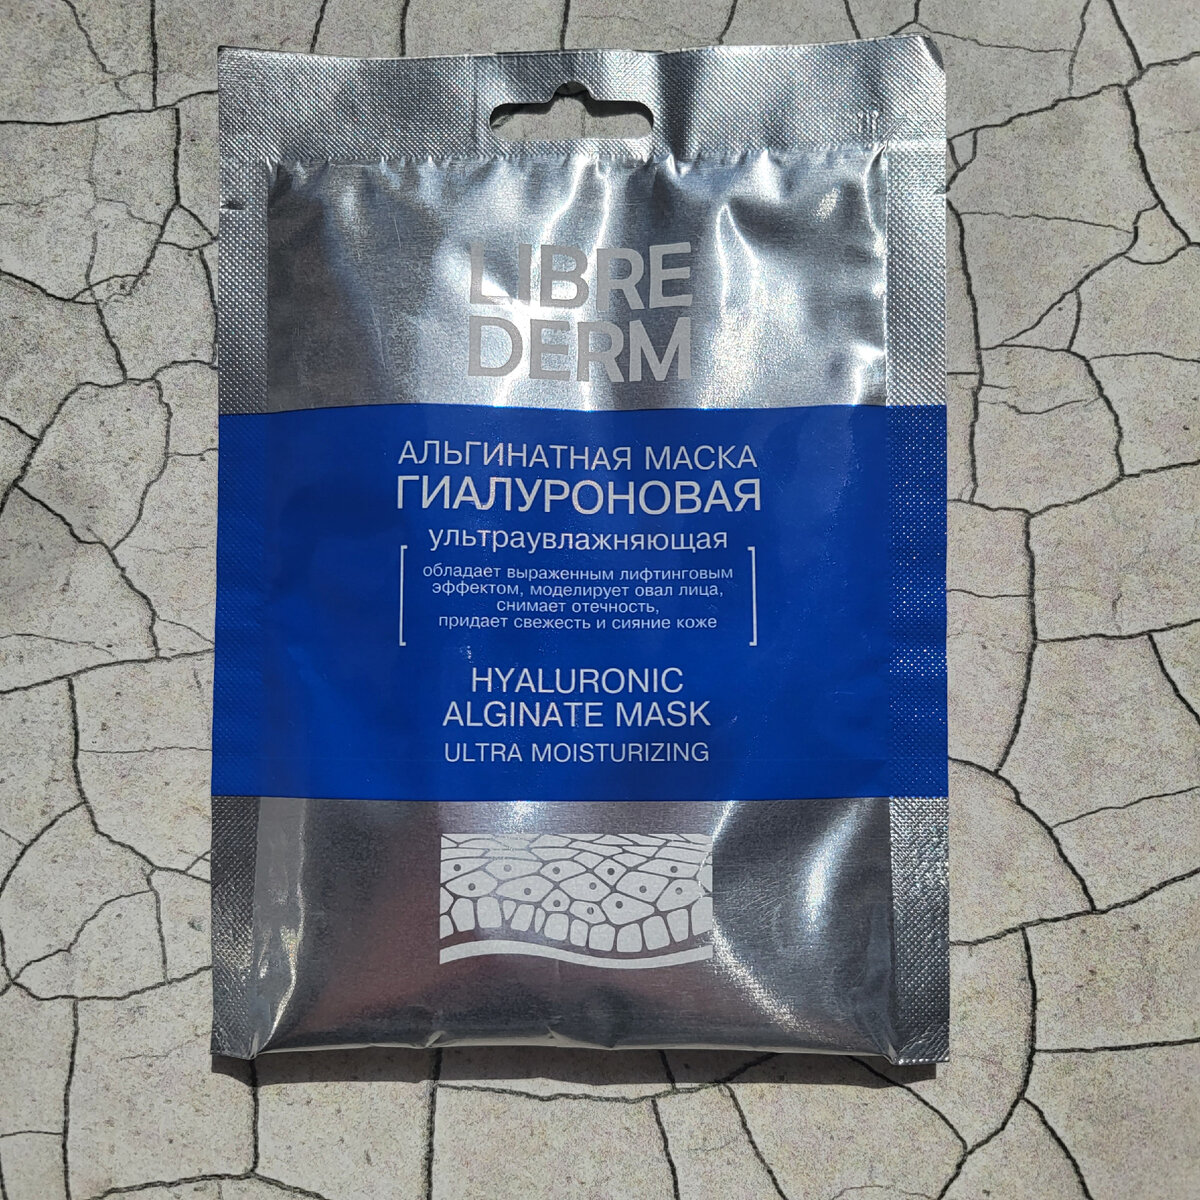 LIBRE
DERM
АЛЬГИНАТНАЯ МАСКА
ГИАЛУРОНОВАЯ
ультраувлажняющая
обладает выраженным лифтинговым
эффектом, моделирует овал лица,
снимает отечность,
придает свежесть и сияние коже
HYALURONIC
ALGINATE MASK
ULTRA MOISTURIZING